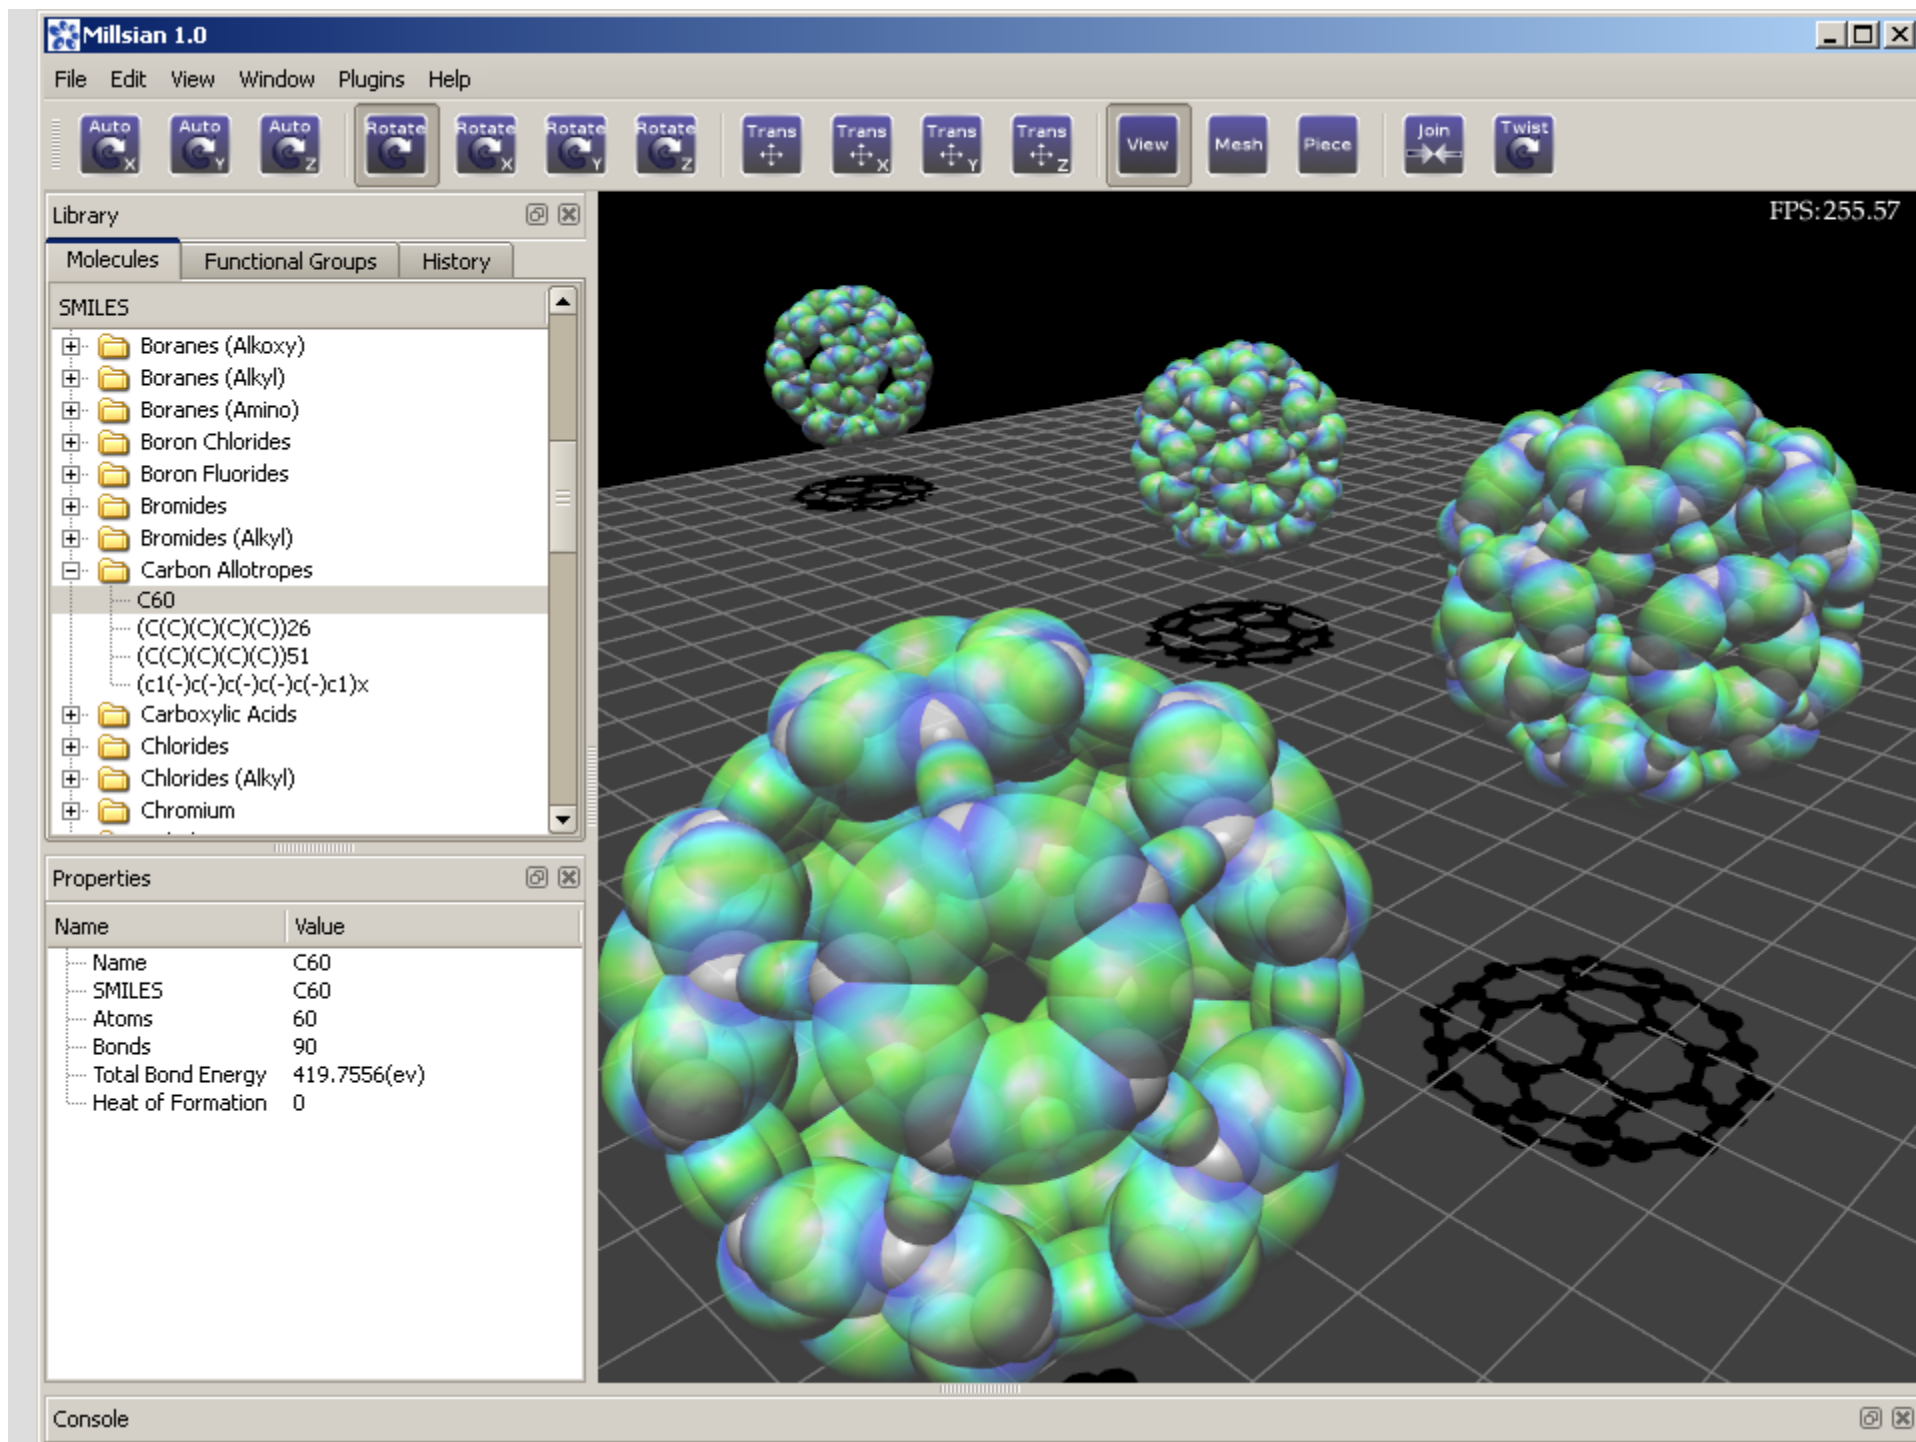 Millsian 1.0
File Edit View Window Plugins Help
Auto X Auto Y Auto Z Rotate Rotate X Rotate Y Rotate Z Trans Trans X Trans Y Trans Z View Mesh Piece Join Twist
Library
FPS:255.57
Molecules Functional Groups History
SMILES
Boranes (Alkoxy)
Boranes (Alkyl)
Boranes (Amino)
Boron Chlorides
Boron Fluorides
Bromides
Bromides (Alkyl)
Carbon Allotropes
C60
(C(C)(C)(C)(C))26
(C(C)(C)(C)(C))51
(c1(-)c(-)c(-)c(-)c(-)c1)x
Carboxylic Acids
Chlorides
Chlorides (Alkyl)
Chromium
Properties
Name Value
Name C60
SMILES C60
Atoms 60
Bonds 90
Total Bond Energy 419.7556(ev)
Heat of Formation 0
Console